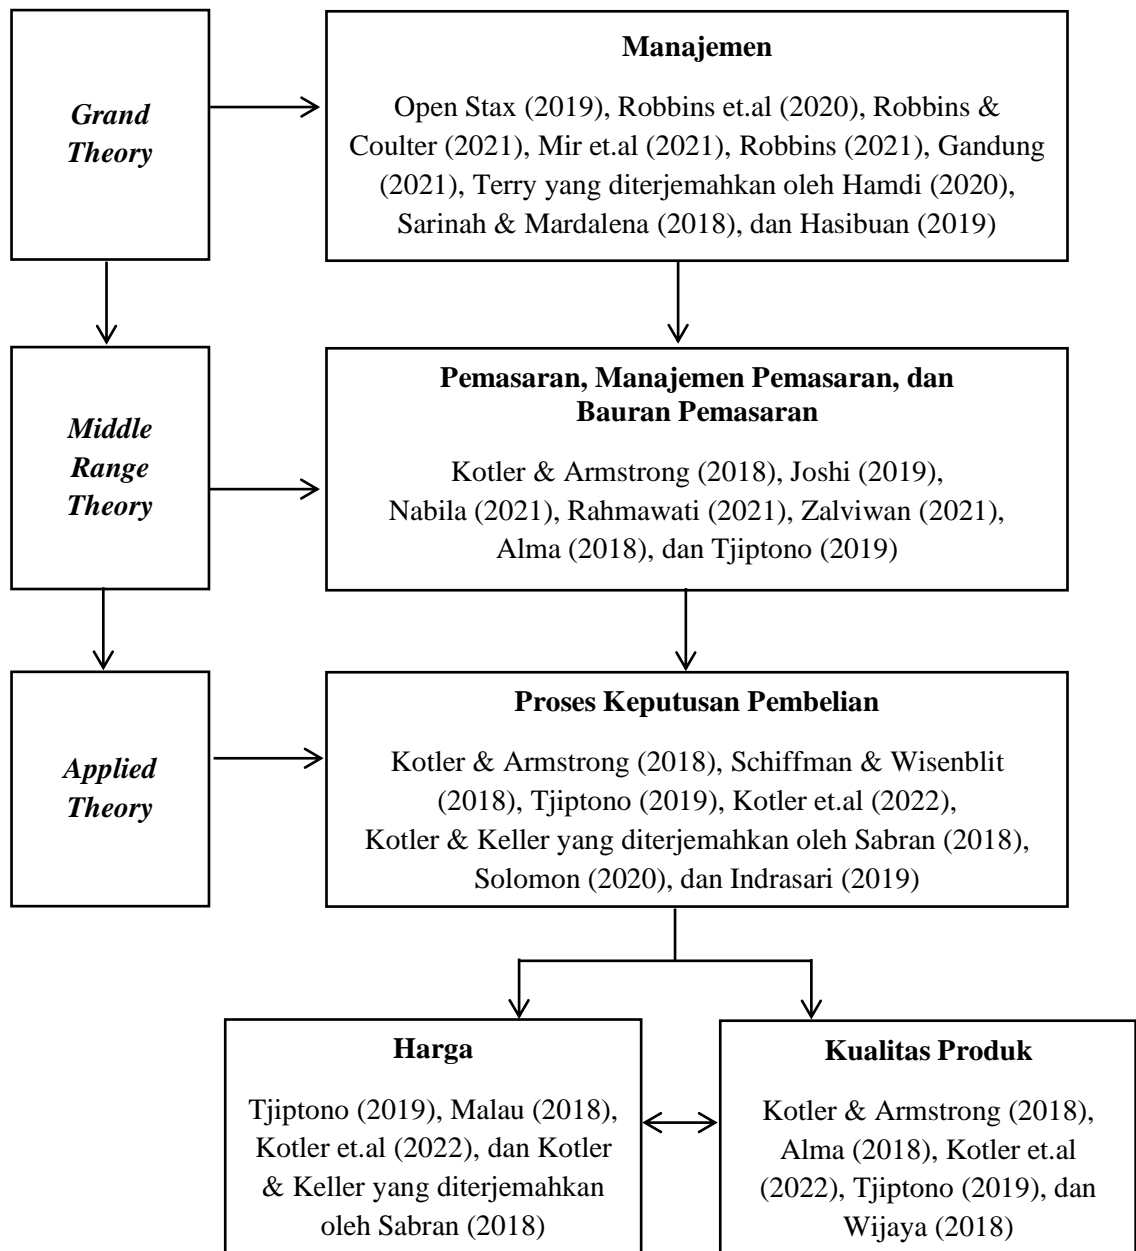 Grand
Theory
Manajemen
Open Stax (2019), Robbins et.al (2020), Robbins &
Coulter (2021), Mir et.al (2021), Robbins (2021), Gandung
(2021), Terry yang diterjemahkan oleh Hamdi (2020),
Sarinah & Mardalena (2018), dan Hasibuan (2019)
Middle
Range
Theory
Pemasaran, Manajemen Pemasaran, dan
Bauran Pemasaran
Kotler & Armstrong (2018), Joshi (2019),
Nabila (2021), Rahmawati (2021), Zalviwan (2021),
Alma (2018), dan Tjiptono (2019)
Applied
Theory
Proses Keputusan Pembelian
Kotler & Armstrong (2018), Schiffman & Wisenblit
(2018), Tjiptono (2019), Kotler et.al (2022),
Kotler & Keller yang diterjemahkan oleh Sabran (2018),
Solomon (2020), dan Indrasari (2019)
Harga
Tjiptono (2019), Malau (2018),
Kotler et.al (2022), dan Kotler
& Keller yang diterjemahkan
oleh Sabran (2018)
Kualitas Produk
Kotler & Armstrong (2018),
Alma (2018), Kotler et.al
(2022), Tjiptono (2019), dan
Wijaya (2018)